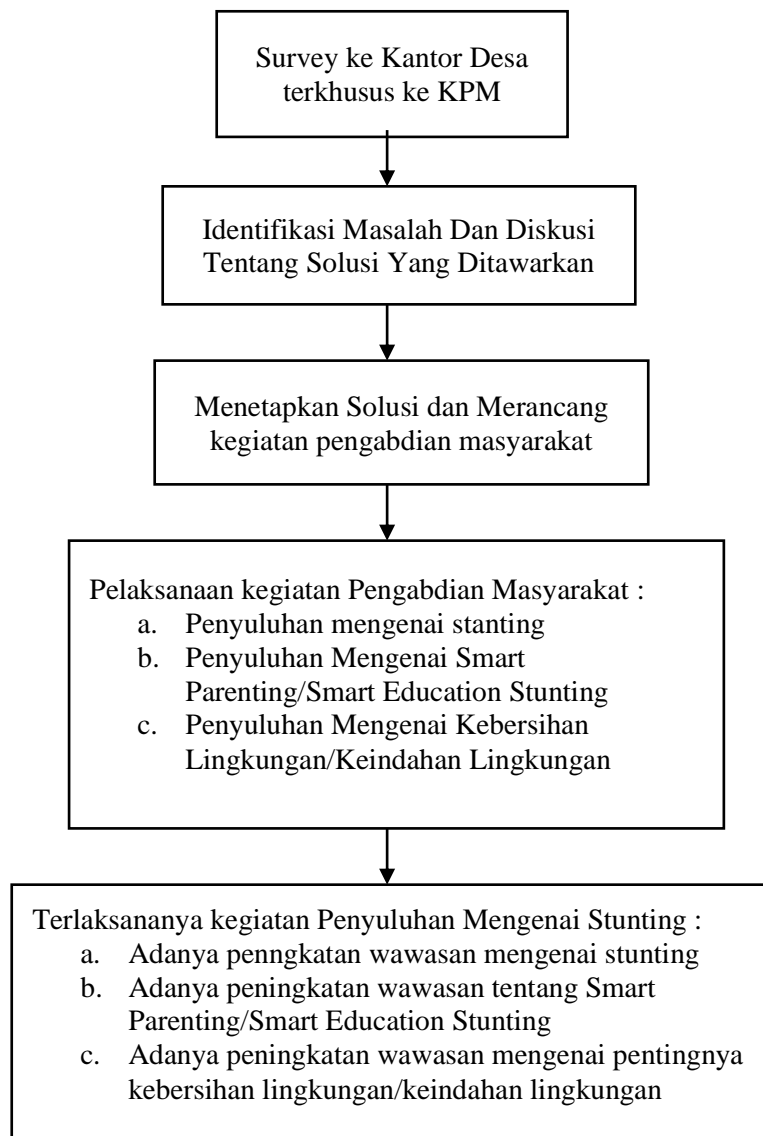 Survey ke Kantor Desa
terkhusus ke KPM
Identifikasi Masalah Dan Diskusi
Tentang Solusi Yang Ditawarkan
Menetapkan Solusi dan Merancang
kegiatan pengabdian masyarakat
Pelaksanaan kegiatan Pengabdian Masyarakat :
a. Penyuluhan mengenai stanting
b. Penyuluhan Mengenai Smart
Parenting/Smart Education Stunting
c. Penyuluhan Mengenai Kebersihan
Lingkungan/Keindahan Lingkungan
Terlaksananya kegiatan Penyuluhan Mengenai Stunting :
a. Adanya penngkatan wawasan mengenai stunting
b. Adanya peningkatan wawasan tentang Smart
Parenting/Smart Education Stunting
c. Adanya peningkatan wawasan mengenai pentingnya
kebersihan lingkungan/keindahan lingkungan